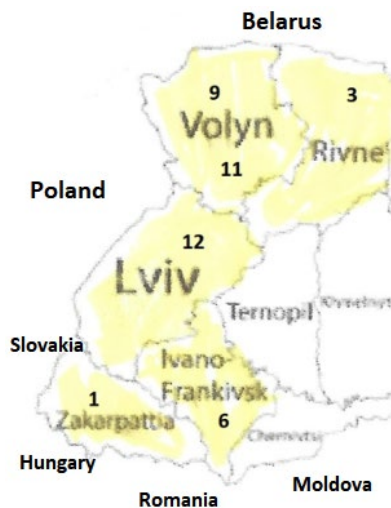 Belarus
9
3
Volyn
Rivne
11
Poland
12
Lviv
Ternopil
Slovakia
Ivano-
Frankivsk
1
Zakarpattia
6
Hungary
Moldova
Romania